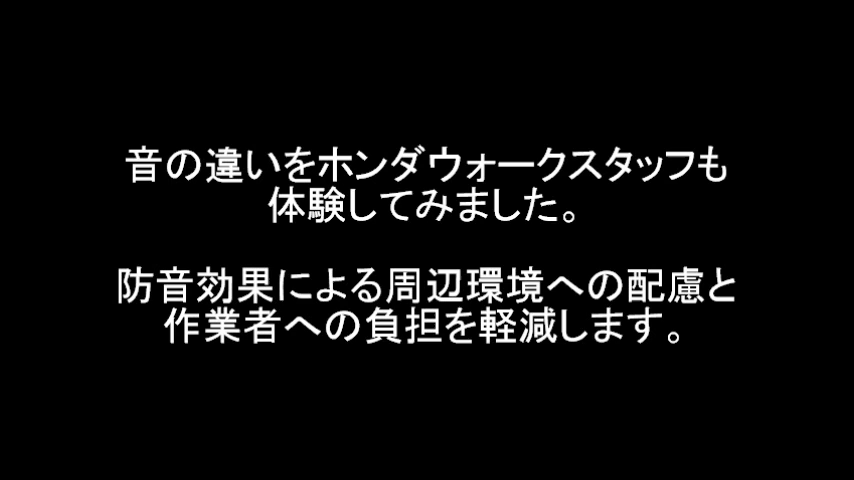 音の違いをホンダウォークスタッフも
体験してみました。
防音効果による周辺環境への配慮と
作業者への負担を軽減します。